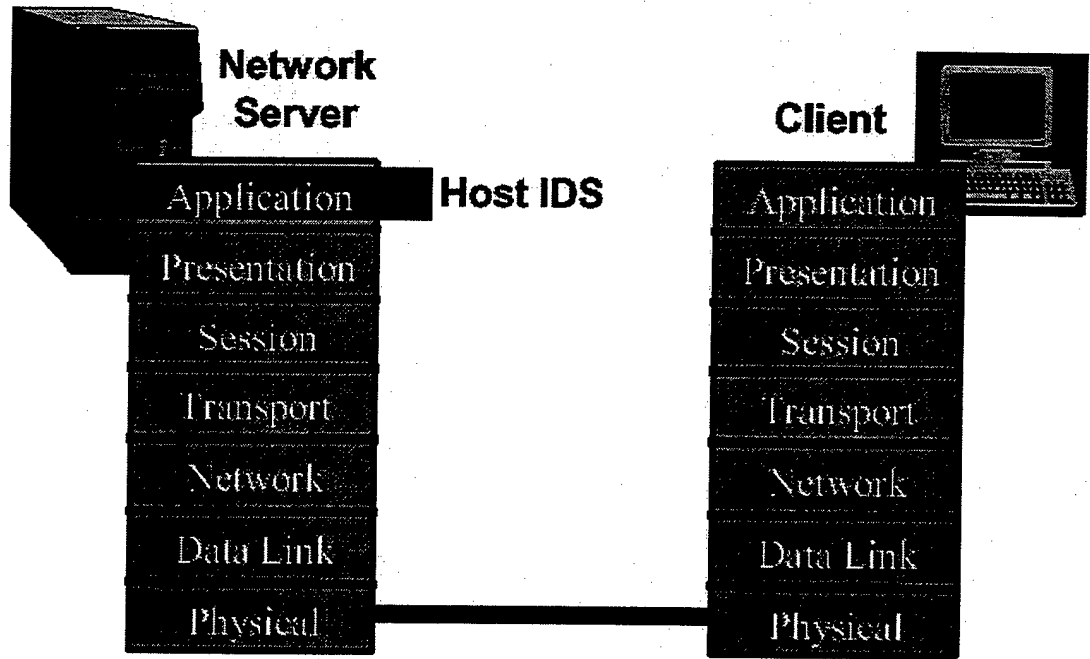 Network
Server
Client
Host IDS
Application
Presentation
Session
Transport
Network
Data Link
Physical
Application
Presentation
Session
Transport
Network
Data Link
Physical